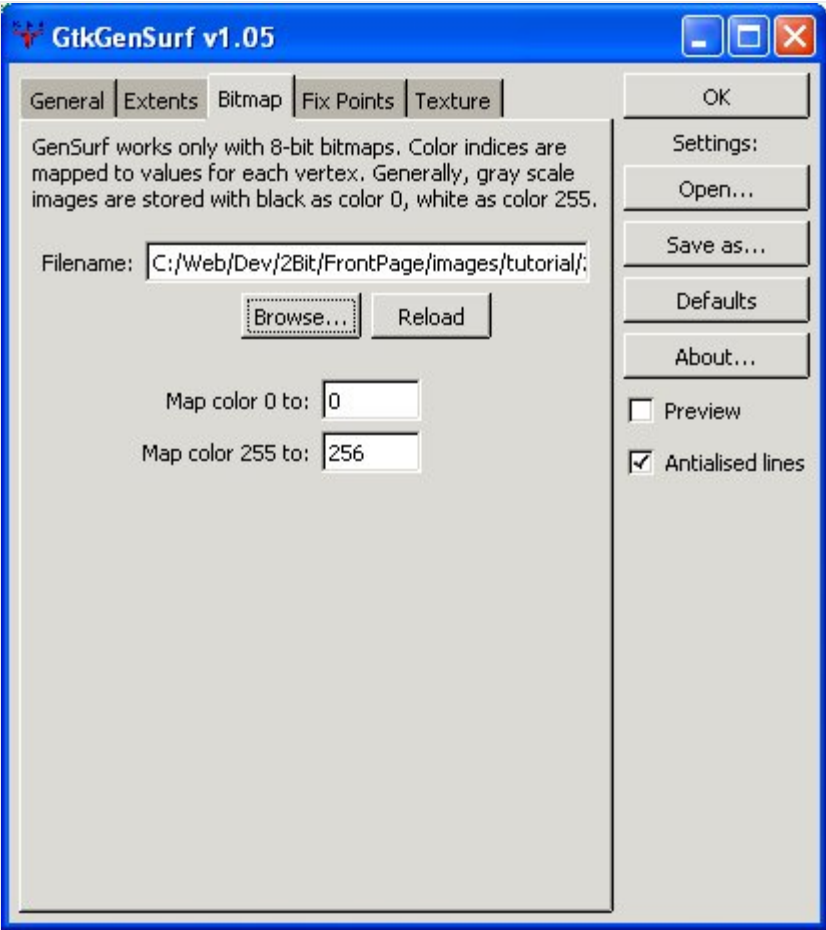 GtkGenSurf v1.05
General Extents Bitmap Fix Points Texture
GenSurf works only with 8-bit bitmaps. Color indices are
mapped to values for each vertex. Generally, gray scale
images are stored with black as color 0, white as color 255.
Filename: C:/Web/Dev/2Bit/FrontPage/images/tutorial/
Browse... Reload
Map color 0 to: 0
Map color 255 to: 256
OK
Settings:
Open...
Save as...
Defaults
About...
Preview
Antialised lines